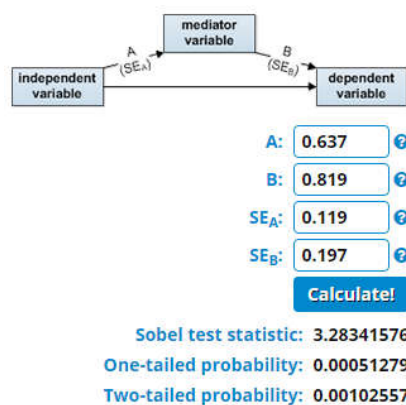 mediator
variable
A
(SEA)
B
(SEB)
independent
variable
dependent
variable
A: 0.637 ?
B: 0.819 ?
SEA: 0.119 ?
SEB: 0.197 ?
Calculate!
Sobel test statistic: 3.28341576
One-tailed probability: 0.00051279
Two-tailed probability: 0.00102557